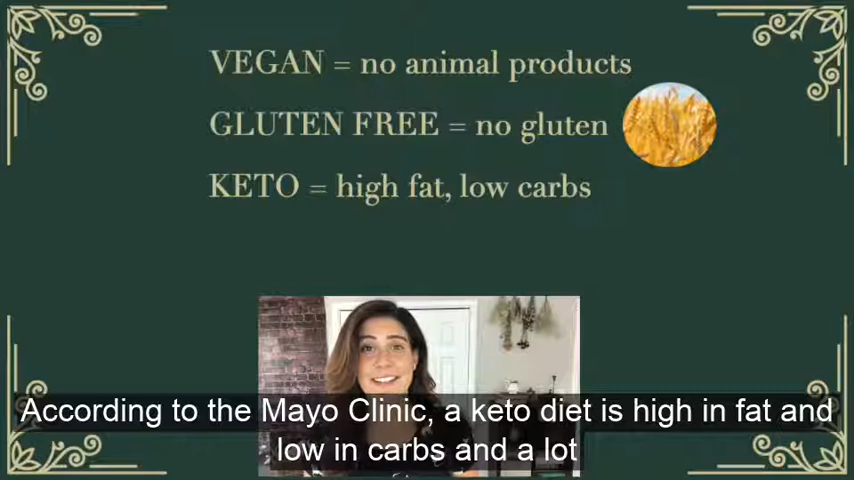 VEGAN = no animal products
GLUTEN FREE = no gluten
KETO = high fat, low carbs
According to the Mayo Clinic, a keto diet is high in fat and
low in carbs and a lot